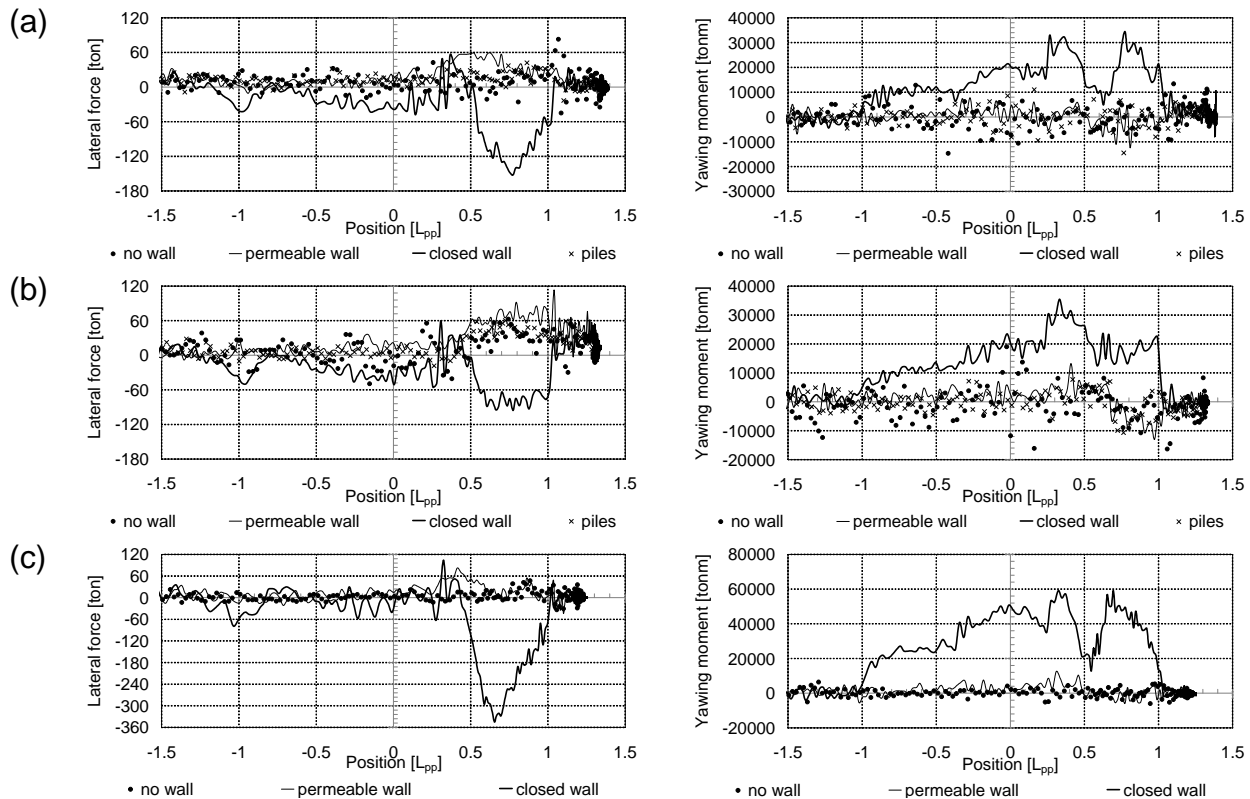 (a)
Lateral force [ton]
120
60
0
-60
-120
-180
-1.5 -1 -0.5 0 0.5 1 1.5
Position [Lpp]
• no wall — permeable wall — closed wall × piles
Yawing moment [tonm]
40000
30000
20000
10000
0
-10000
-20000
-30000
-1.5 -1 -0.5 0 0.5 1 1.5
Position [Lpp]
• no wall — permeable wall — closed wall × piles
(b)
Lateral force [ton]
120
60
0
-60
-120
-180
-1.5 -1 -0.5 0 0.5 1 1.5
Position [Lpp]
• no wall — permeable wall — closed wall × piles
Yawing moment [tonm]
40000
30000
20000
10000
0
-10000
-20000
-1.5 -1 -0.5 0 0.5 1 1.5
Position [Lpp]
• no wall — permeable wall — closed wall × piles
(c)
Lateral force [ton]
120
60
0
-60
-120
-180
-240
-300
-360
-1.5 -1 -0.5 0 0.5 1 1.5
Position [Lpp]
• no wall — permeable wall — closed wall
Yawing moment [tonm]
80000
60000
40000
20000
0
-20000
-1.5 -1 -0.5 0 0.5 1 1.5
Position [Lpp]
• no wall — permeable wall — closed wall